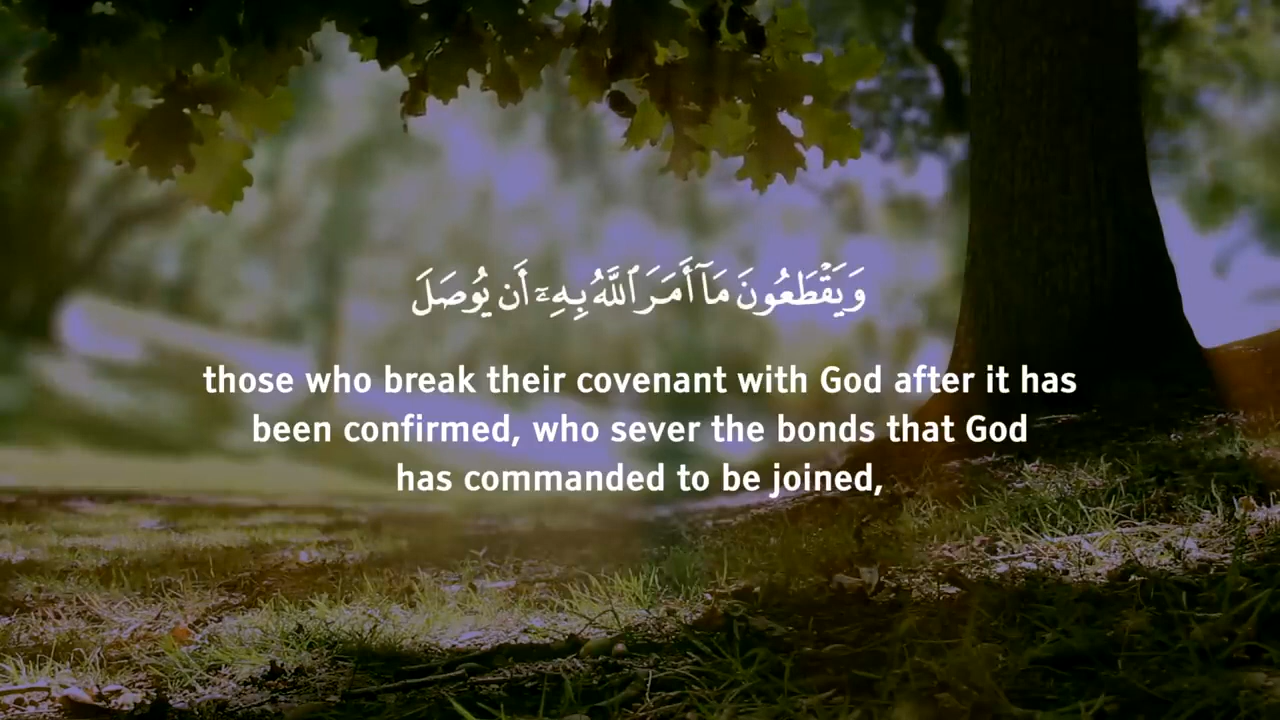 وَيَقْطَعُونَ مَآ أَمَرَ ٱللَّهُ بِهِۦٓ أَن يُوصَلَ
those who break their covenant with God after it has
been confirmed, who sever the bonds that God
has commanded to be joined,